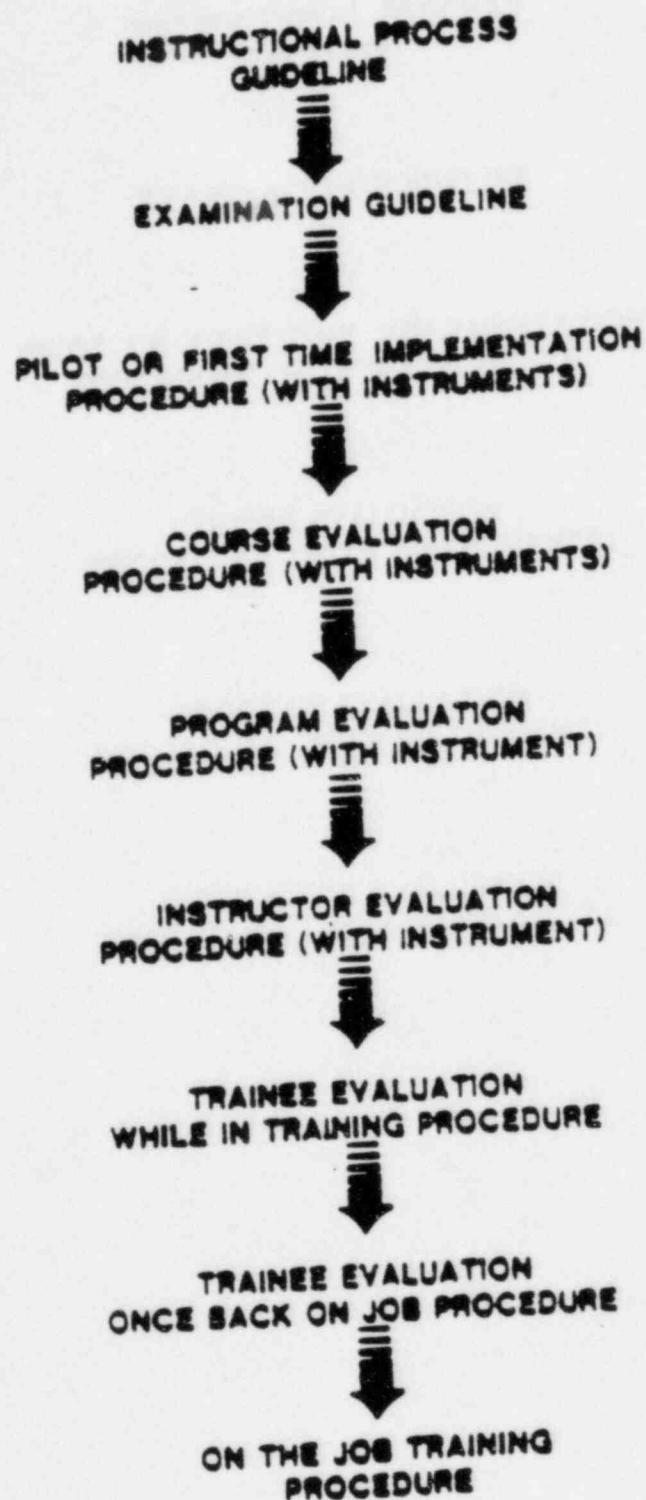 INSTRUCTIONAL PROCESS
GUIDELINE
EXAMINATION GUIDELINE
PILOT OR FIRST TIME IMPLEMENTATION
PROCEDURE (WITH INSTRUMENTS)
COURSE EVALUATION
PROCEDURE (WITH INSTRUMENTS)
PROGRAM EVALUATION
PROCEDURE (WITH INSTRUMENT)
INSTRUCTOR EVALUATION
PROCEDURE (WITH INSTRUMENT)
TRAINEE EVALUATION
WHILE IN TRAINING PROCEDURE
TRAINEE EVALUATION
ONCE BACK ON JOB PROCEDURE
ON THE JOB TRAINING
PROCEDURE